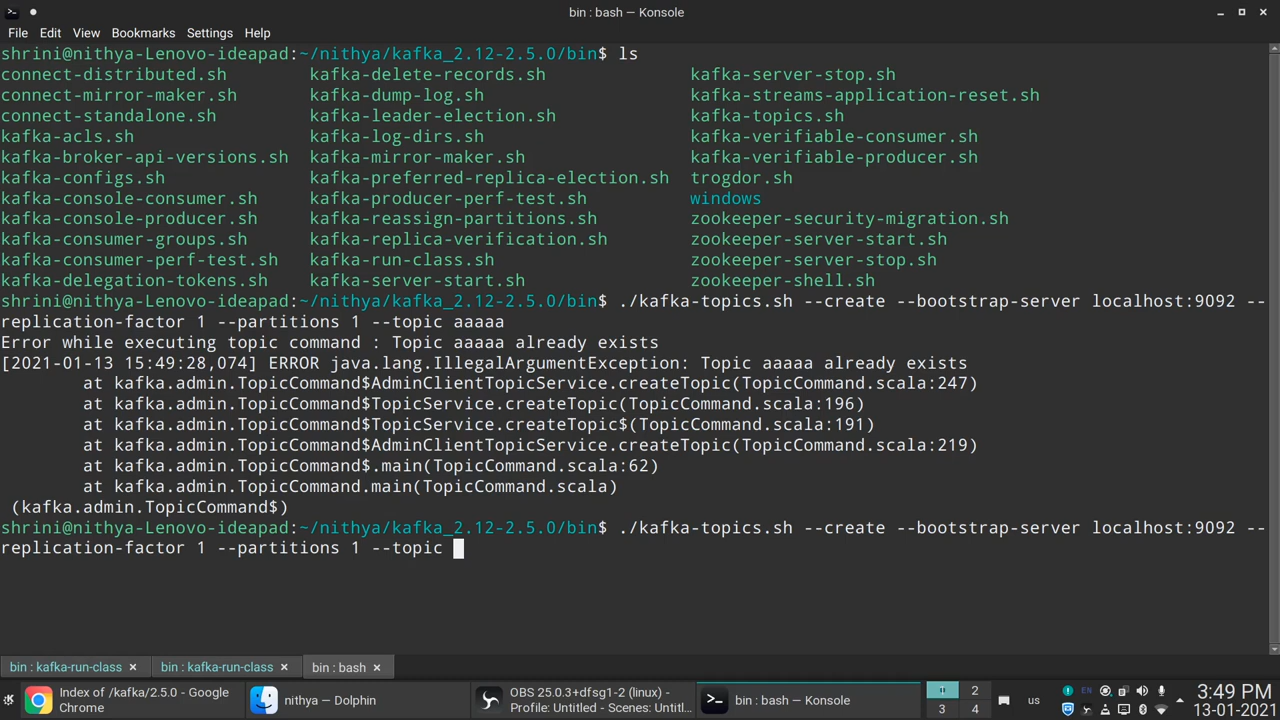 bin : bash — Konsole
File Edit View Bookmarks Settings Help
shrini@nithya-Lenovo-ideapad:~/nithya/kafka_2.12-2.5.0/bin$ ls
connect-distributed.sh kafka-delete-records.sh kafka-server-stop.sh
connect-mirror-maker.sh kafka-dump-log.sh kafka-streams-application-reset.sh
connect-standalone.sh kafka-leader-election.sh kafka-topics.sh
kafka-acls.sh kafka-log-dirs.sh kafka-verifiable-consumer.sh
kafka-broker-api-versions.sh kafka-mirror-maker.sh kafka-verifiable-producer.sh
kafka-configs.sh kafka-preferred-replica-election.sh trogdor.sh
kafka-console-consumer.sh kafka-producer-perf-test.sh windows
kafka-console-producer.sh kafka-reassign-partitions.sh zookeeper-security-migration.sh
kafka-consumer-groups.sh kafka-replica-verification.sh zookeeper-server-start.sh
kafka-consumer-perf-test.sh kafka-run-class.sh zookeeper-server-stop.sh
kafka-delegation-tokens.sh kafka-server-start.sh zookeeper-shell.sh
shrini@nithya-Lenovo-ideapad:~/nithya/kafka_2.12-2.5.0/bin$ ./kafka-topics.sh --create --bootstrap-server localhost:9092 --
replication-factor 1 --partitions 1 --topic aaaaa
Error while executing topic command : Topic aaaaa already exists
[2021-01-13 15:49:28,074] ERROR java.lang.IllegalArgumentException: Topic aaaaa already exists
at kafka.admin.TopicCommand$AdminClientTopicService.createTopic(TopicCommand.scala:247)
at kafka.admin.TopicCommand$TopicService.createTopic(TopicCommand.scala:196)
at kafka.admin.TopicCommand$TopicService.createTopic$(TopicCommand.scala:191)
at kafka.admin.TopicCommand$AdminClientTopicService.createTopic(TopicCommand.scala:219)
at kafka.admin.TopicCommand$.main(TopicCommand.scala:62)
at kafka.admin.TopicCommand.main(TopicCommand.scala)
(kafka.admin.TopicCommand$)
shrini@nithya-Lenovo-ideapad:~/nithya/kafka_2.12-2.5.0/bin$ ./kafka-topics.sh --create --bootstrap-server localhost:9092 --
replication-factor 1 --partitions 1 --topic
bin : kafka-run-class bin : kafka-run-class bin : bash
Index of /kafka/2.5.0 - Google Chrome
nithya — Dolphin
OBS 25.0.3+dfsg1-2 (linux) -
Profile: Untitled - Scenes: Untitl...
bin : bash — Konsole
2
3 4
us
EN
3:49 PM
13-01-2021